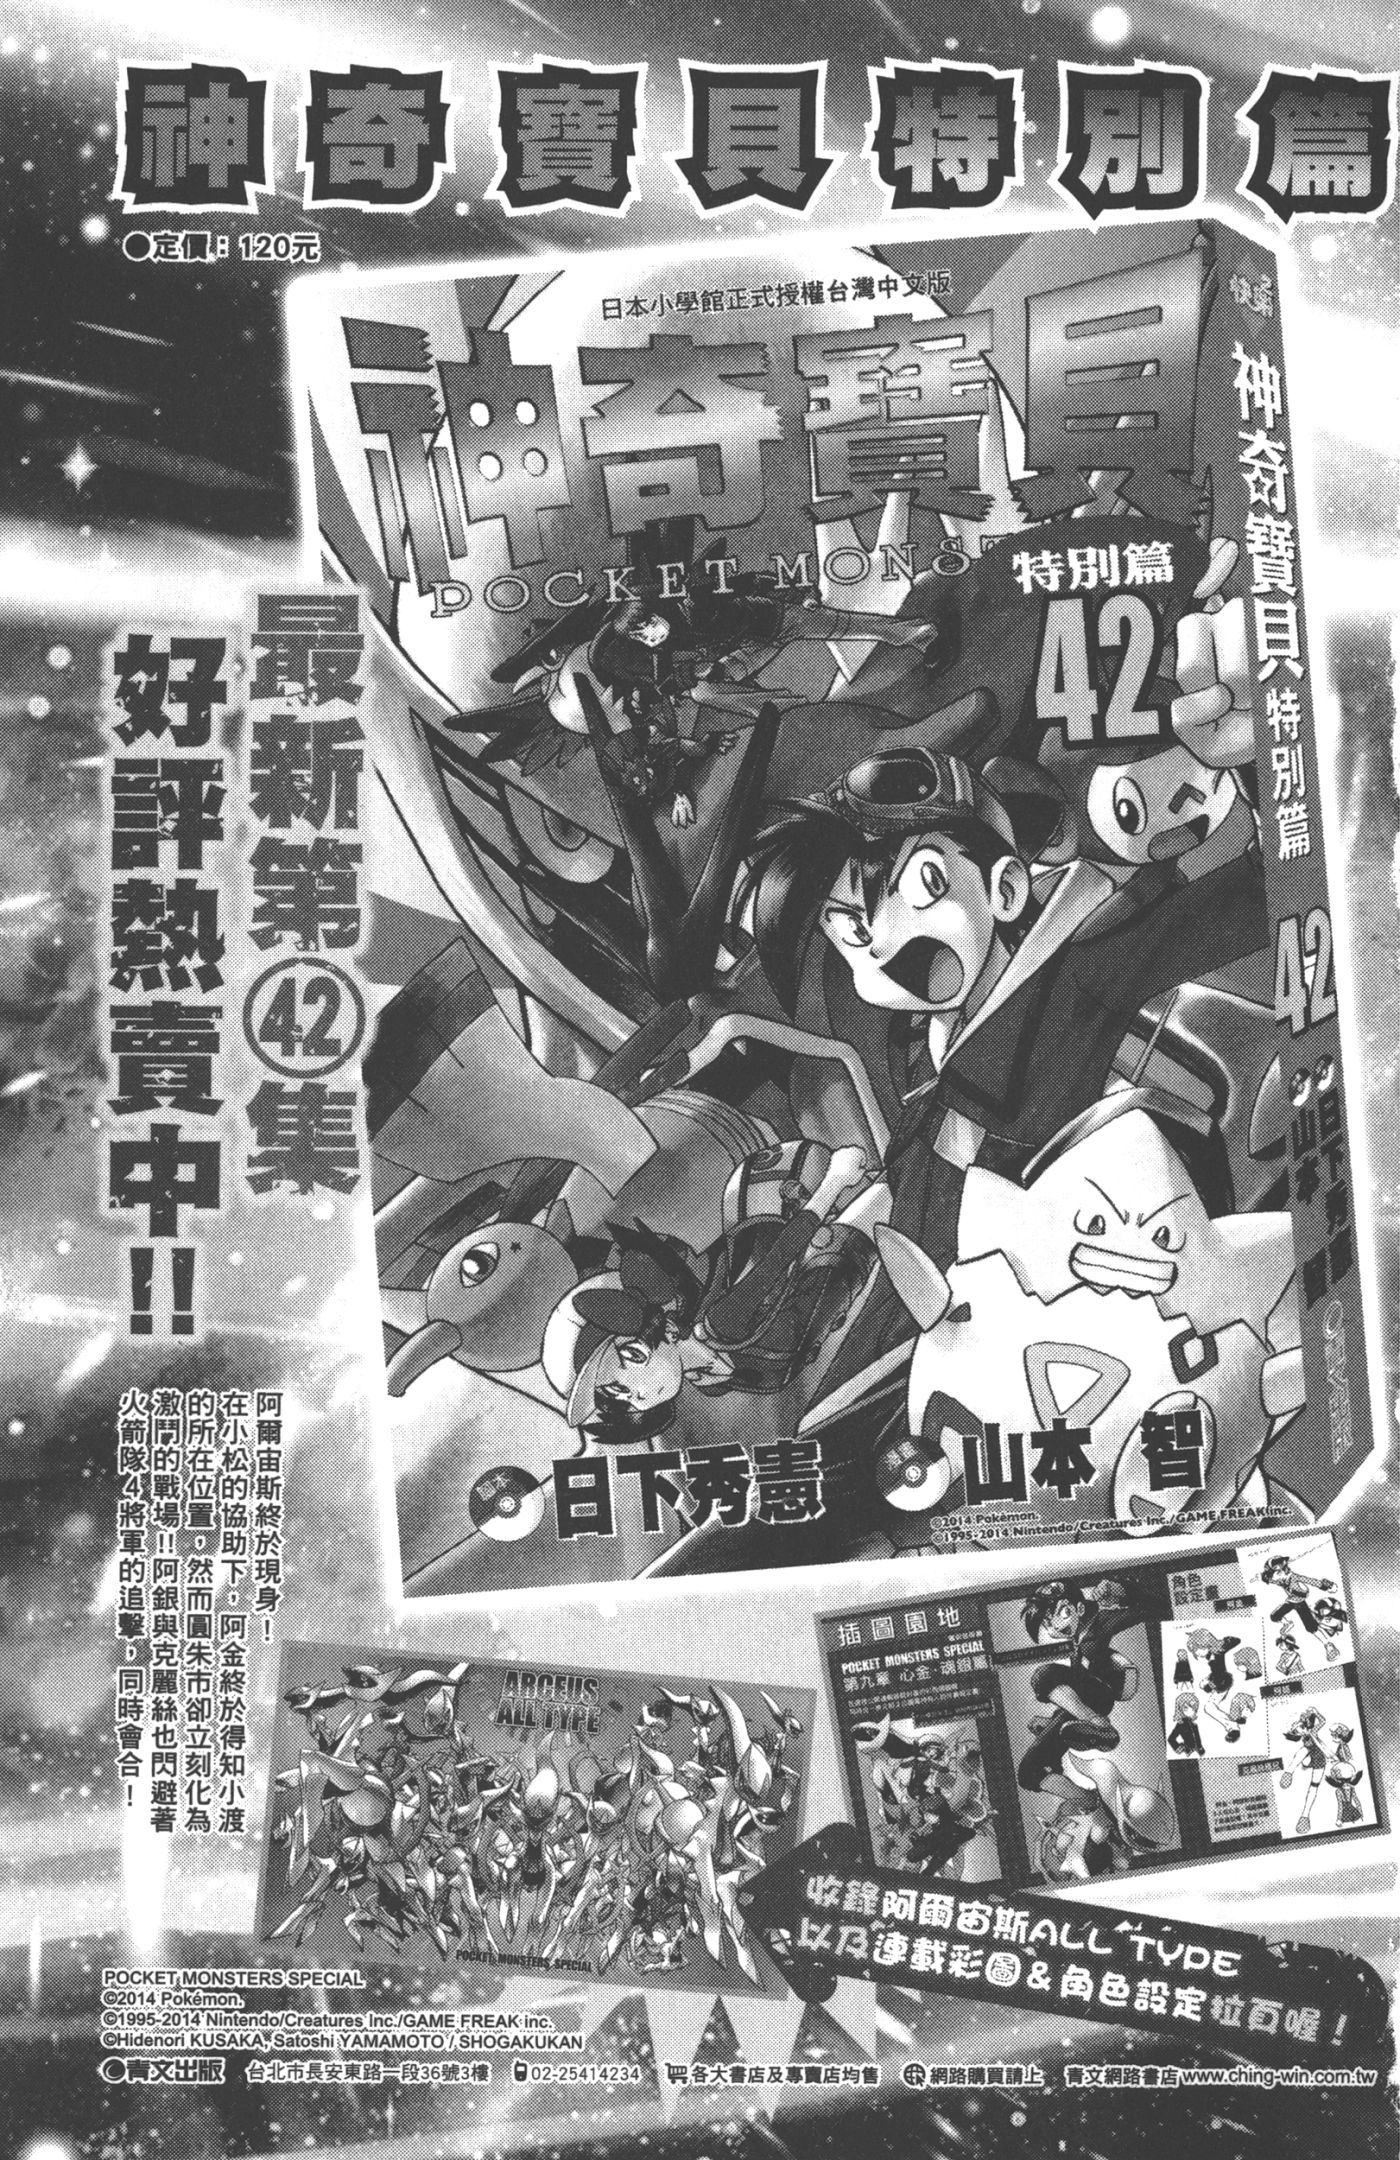 神奇寶貝特別篇
●定價：120元
日本小學館正式授權台灣中文版
神奇寶貝
POCKET MONST
特別篇
42
快樂
神奇寶貝特別篇
42
日下秀憲
山本
最新第㊷集
好評熱賣中!!
日下秀憲
山本 智
©2014 Pokémon.
©1995-2014 Nintendo/Creatures Inc./GAME FREAK inc.
阿爾宙斯終於現身！
在小松的協助下，阿金終於得知小渡
的所在位置，然而圓朱市卻立刻化為
激鬥的戰場!!阿銀與克麗絲也閃避著
火箭隊4將軍的追擊，同時會合！
ARCEUS
ALL TYPE
POCKET MONSTERS SPECIAL
插圖園地
POCKET MONSTERS SPECIAL
第九章 心金·魂銀篇
角色
設定畫
收錄阿爾宙斯ALL TYPE
以及連載彩圖&角色設定拉頁喔！
POCKET MONSTERS SPECIAL
©2014 Pokémon.
©1995-2014 Nintendo/Creatures Inc./GAME FREAK inc.
©Hidenori KUSAKA, Satoshi YAMAMOTO / SHOGAKUKAN
青文出版 台北市長安東路一段36號3樓 02-25414234 各大書店及專賣店均售 網路購買請上 青文網路書店 www.ching-win.com.tw